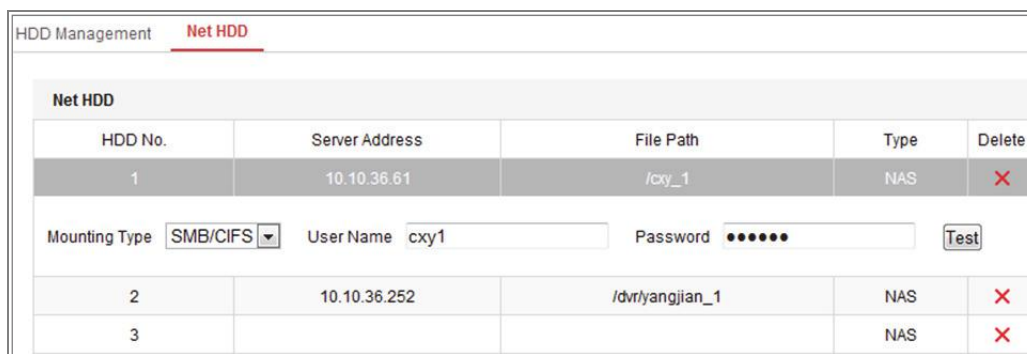 HDD Management Net HDD
Net HDD
HDD No. Server Address File Path Type Delete
1 10.10.36.61 /cxy_1 NAS
Mounting Type SMB/CIFS User Name cxy1 Password ●●●●●● Test
2 10.10.36.252 /dvr/yangjian_1 NAS
3 NAS